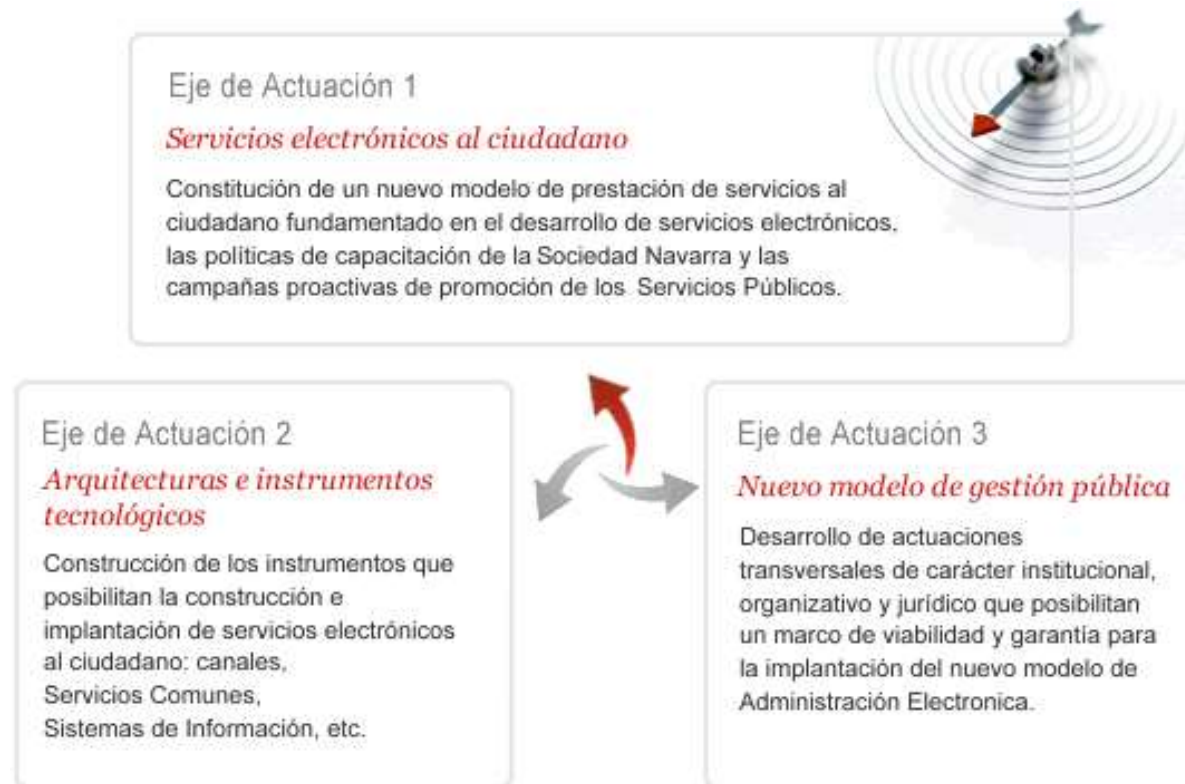 Eje de Actuación 1
Servicios electrónicos al ciudadano
Constitución de un nuevo modelo de prestación de servicios al
ciudadano fundamentado en el desarrollo de servicios electrónicos,
las políticas de capacitación de la Sociedad Navarra y las
campañas proactivas de promoción de los Servicios Públicos.
Eje de Actuación 2
Arquitecturas e instrumentos
tecnológicos
Construcción de los instrumentos que
posibilitan la construcción e
implantación de servicios electrónicos
al ciudadano: canales,
Servicios Comunes,
Sistemas de Información, etc.
Eje de Actuación 3
Nuevo modelo de gestión pública
Desarrollo de actuaciones
transversales de carácter institucional,
organizativo y jurídico que posibilitan
un marco de viabilidad y garantía para
la implantación del nuevo modelo de
Administración Electronica.